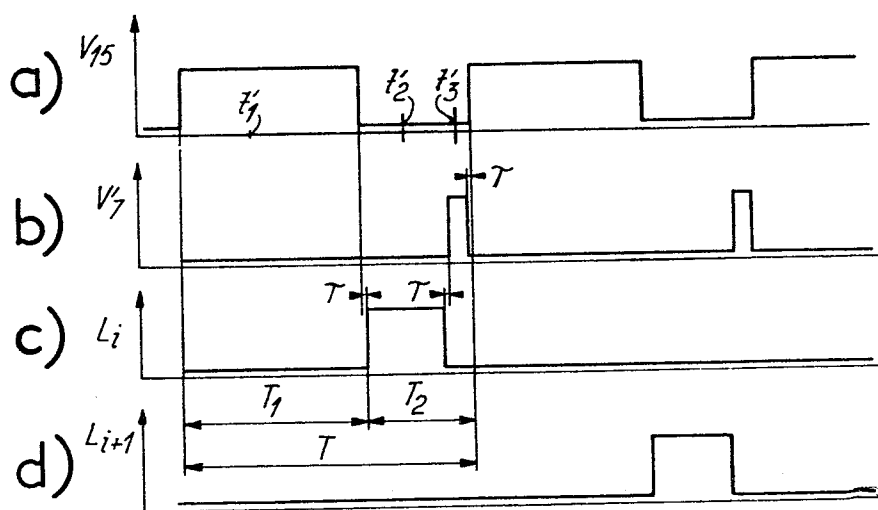 a) V15
t'1 t'2 t'3
b) V'7
τ
c) Li
τ τ
T1 T2
T
d) Li+1